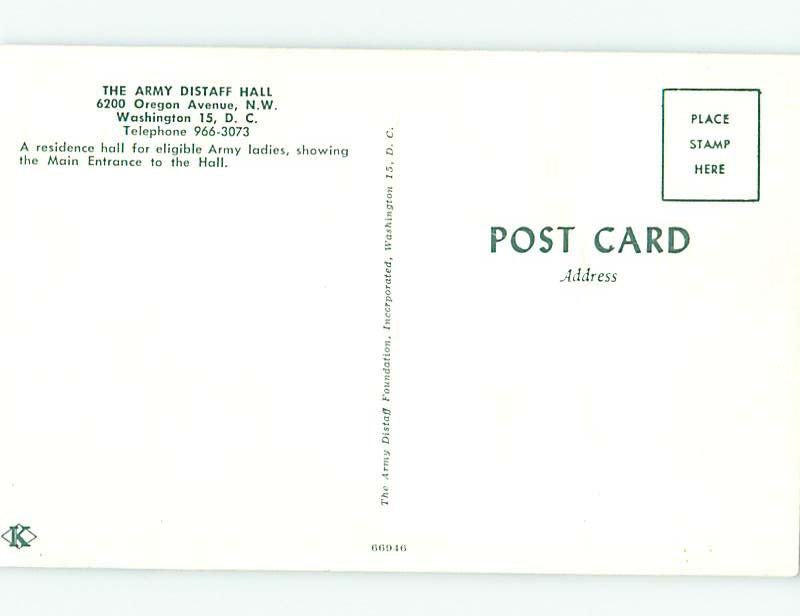 THE ARMY DISTAFF HALL
6200 Oregon Avenue, N.W.
Washington 15, D. C.
Telephone 966-3073
A residence hall for eligible Army ladies, showing
the Main Entrance to the Hall.
The Army Distaff Foundation, Incorporated, Washington 15, D. C.
PLACE
STAMP
HERE
POST CARD
Address
K
66946